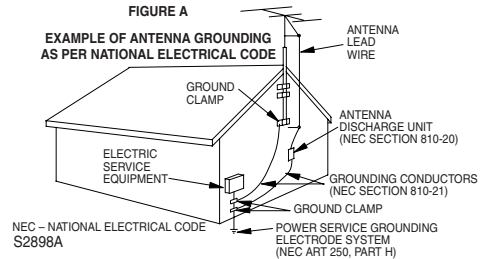 FIGURE A
EXAMPLE OF ANTENNA GROUNDING
AS PER NATIONAL ELECTRICAL CODE
ANTENNA
LEAD
WIRE
GROUND
CLAMP
ANTENNA
DISCHARGE UNIT
(NEC SECTION 810-20)
ELECTRIC
SERVICE
EQUIPMENT
GROUNDING CONDUCTORS
(NEC SECTION 810-21)
GROUND CLAMP
POWER SERVICE GROUNDING
ELECTRODE SYSTEM
(NEC ART 250, PART H)
NEC – NATIONAL ELECTRICAL CODE
S2898A